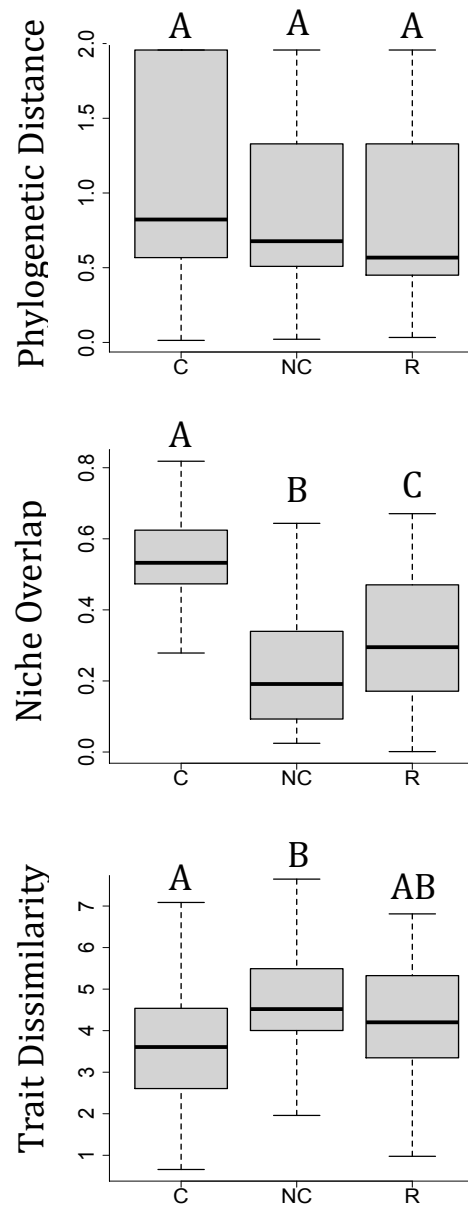 A A A
Phylogenetic Distance
2.0
1.5
1.0
0.5
0.0
C NC R
A B C
Niche Overlap
0.8
0.6
0.4
0.2
0.0
C NC R
A B AB
Trait Dissimilarity
7
6
5
4
3
2
1
C NC R